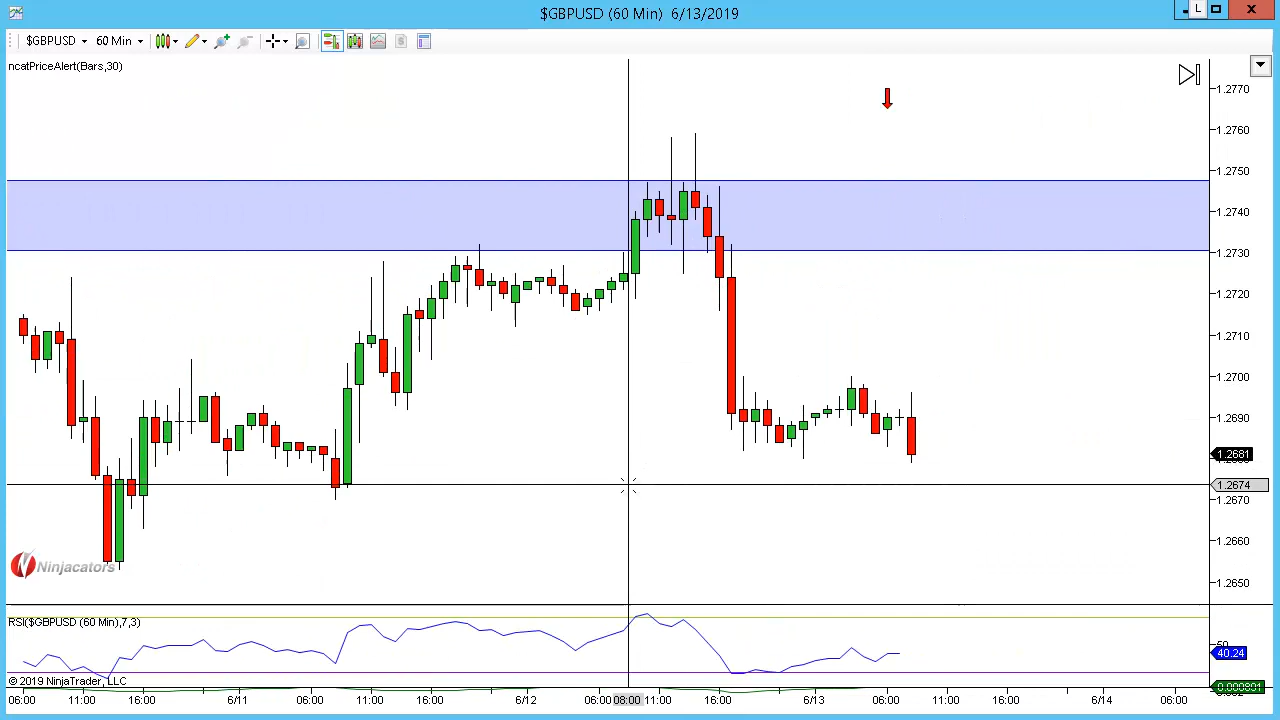 $GBPUSD (60 Min) 6/13/2019
L
$GBPUSD 60 Min
ncatPriceAlert(Bars,30)
1.2770
1.2760
1.2750
1.2740
1.2730
1.2720
1.2710
1.2700
1.2690
1.2681
1.2674
1.2670
1.2660
1.2650
Ninjacators
RSI($GBPUSD (60 Min),7,3)
50
40.24
© 2019 NinjaTrader, LLC
0.000891
06:00 11:00 16:00 6/11 06:00 11:00 16:00 6/12 06:00 08:00 11:00 16:00 6/13 06:00 11:00 16:00 6/14 06:00